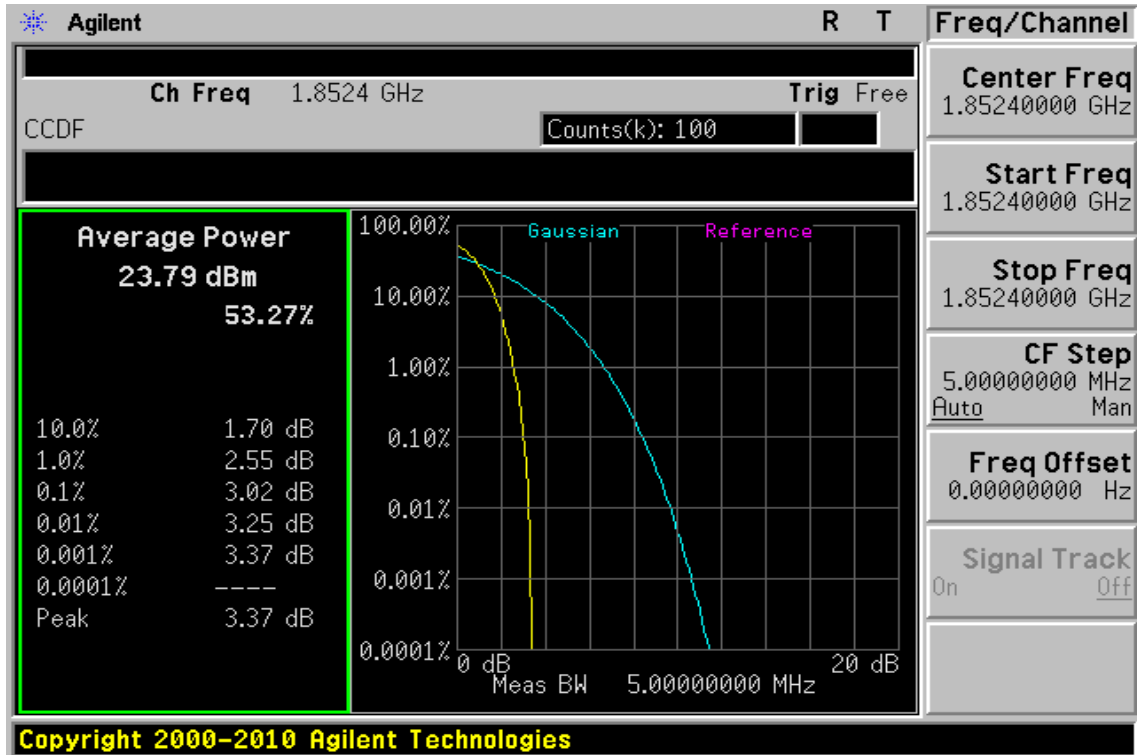 Agilent R T
Ch Freq 1.8524 GHz Trig Free
CCDF Counts(k): 100
Average Power
23.79 dBm
53.27%
10.0% 1.70 dB
1.0% 2.55 dB
0.1% 3.02 dB
0.01% 3.25 dB
0.001% 3.37 dB
0.0001% ----
Peak 3.37 dB
Gaussian Reference
100.00%
10.00%
1.00%
0.10%
0.01%
0.001%
0.0001%
0 dB 20 dB
Meas BW 5.00000000 MHz
Freq/Channel
Center Freq
1.85240000 GHz
Start Freq
1.85240000 GHz
Stop Freq
1.85240000 GHz
CF Step
5.00000000 MHz
Auto Man
Freq Offset
0.00000000 Hz
Signal Track
On Off
Copyright 2000-2010 Agilent Technologies